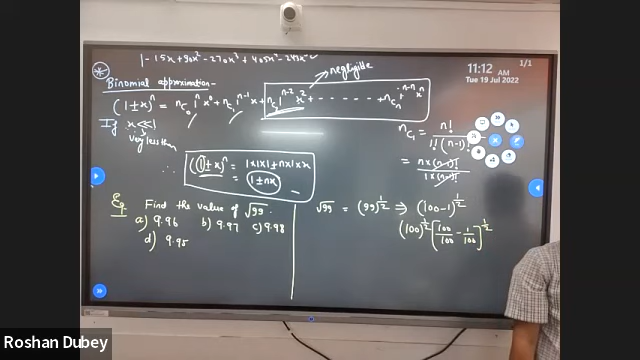 1-15x+90x²-270x³+405x⁴-243x⁵
11:12 AM
Tue 19 Jul 2022
1/1
negligible
Binomial approximation-
(1±x)ⁿ = nC₀ 1ⁿ x⁰ + nC₁ 1ⁿ⁻¹ x + nC₂ 1ⁿ⁻² x² + ------ + nCₙ 1ⁿ⁻ⁿ xⁿ
If x<<1
very less than
∴ (1±x)ⁿ = 1×1×1 ± n×1×x
= 1±nx
nC₁ = n! / 1!(n-1)!
= n×(n-1)! / 1×(n-1)!
Eg. Find the value of √99.
a) 9.96 b) 9.97 c) 9.98
d) 9.95
√99 = (99)^½ ⇒ (100-1)^½
(100)^½ [100/100 - 1/100]^½
Roshan Dubey